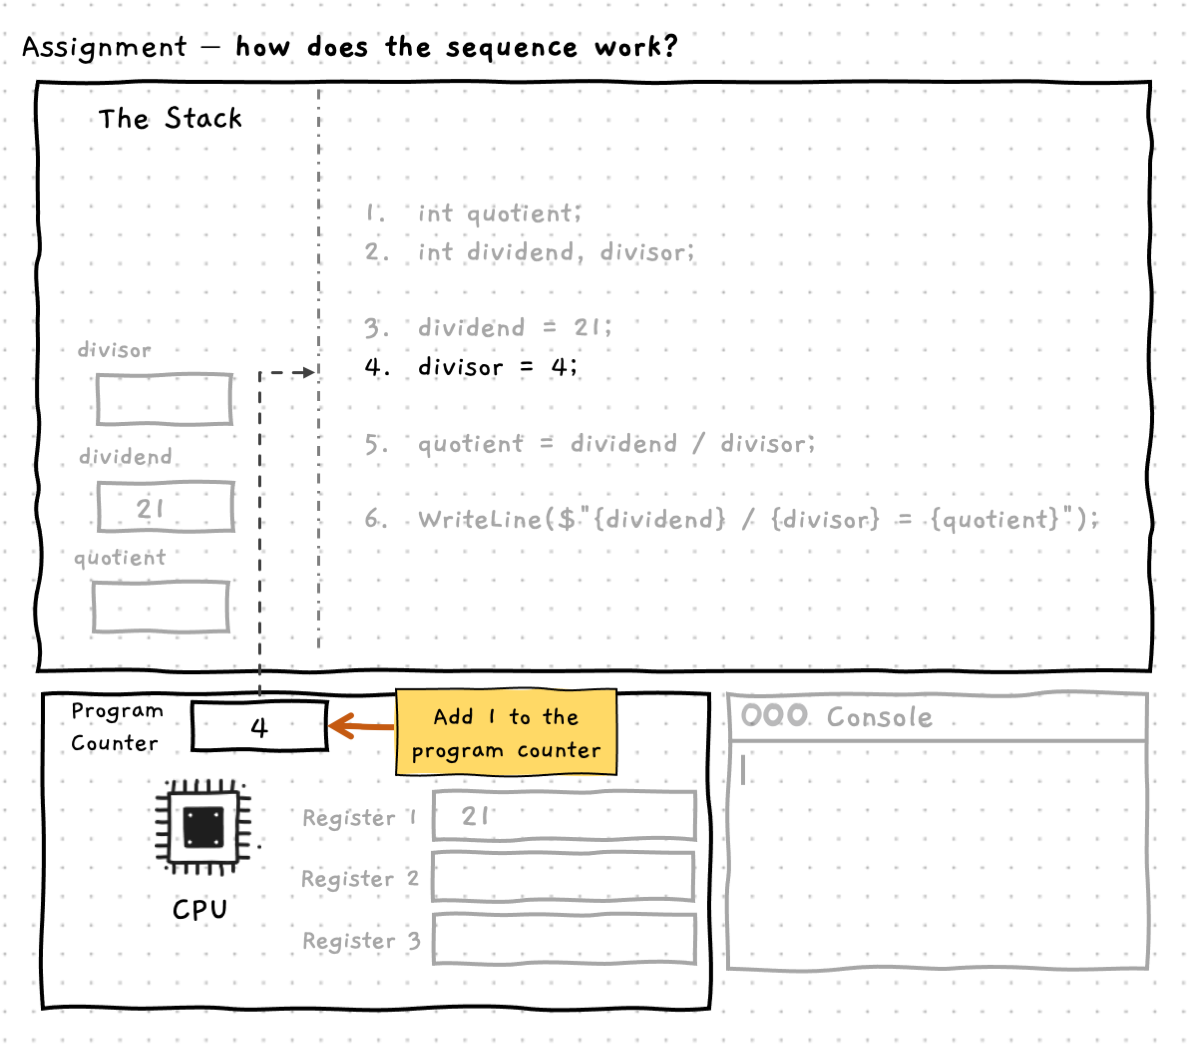 Assignment – how does the sequence work?
The Stack
1. int quotient;
2. int dividend, divisor;
3. dividend = 21;
4. divisor = 4;
5. quotient = dividend / divisor;
6. WriteLine($"{dividend} / {divisor} = {quotient}");
divisor
dividend
21
quotient
Program
Counter
4
Add 1 to the
program counter
CPU
Register 1
21
Register 2
Register 3
Console